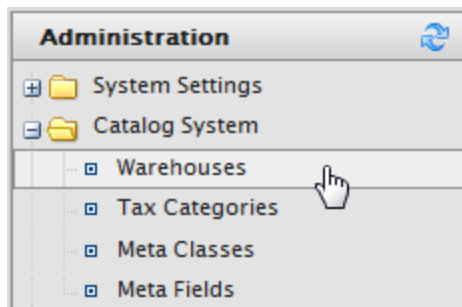 Administration
System Settings
Catalog System
Warehouses
Tax Categories
Meta Classes
Meta Fields